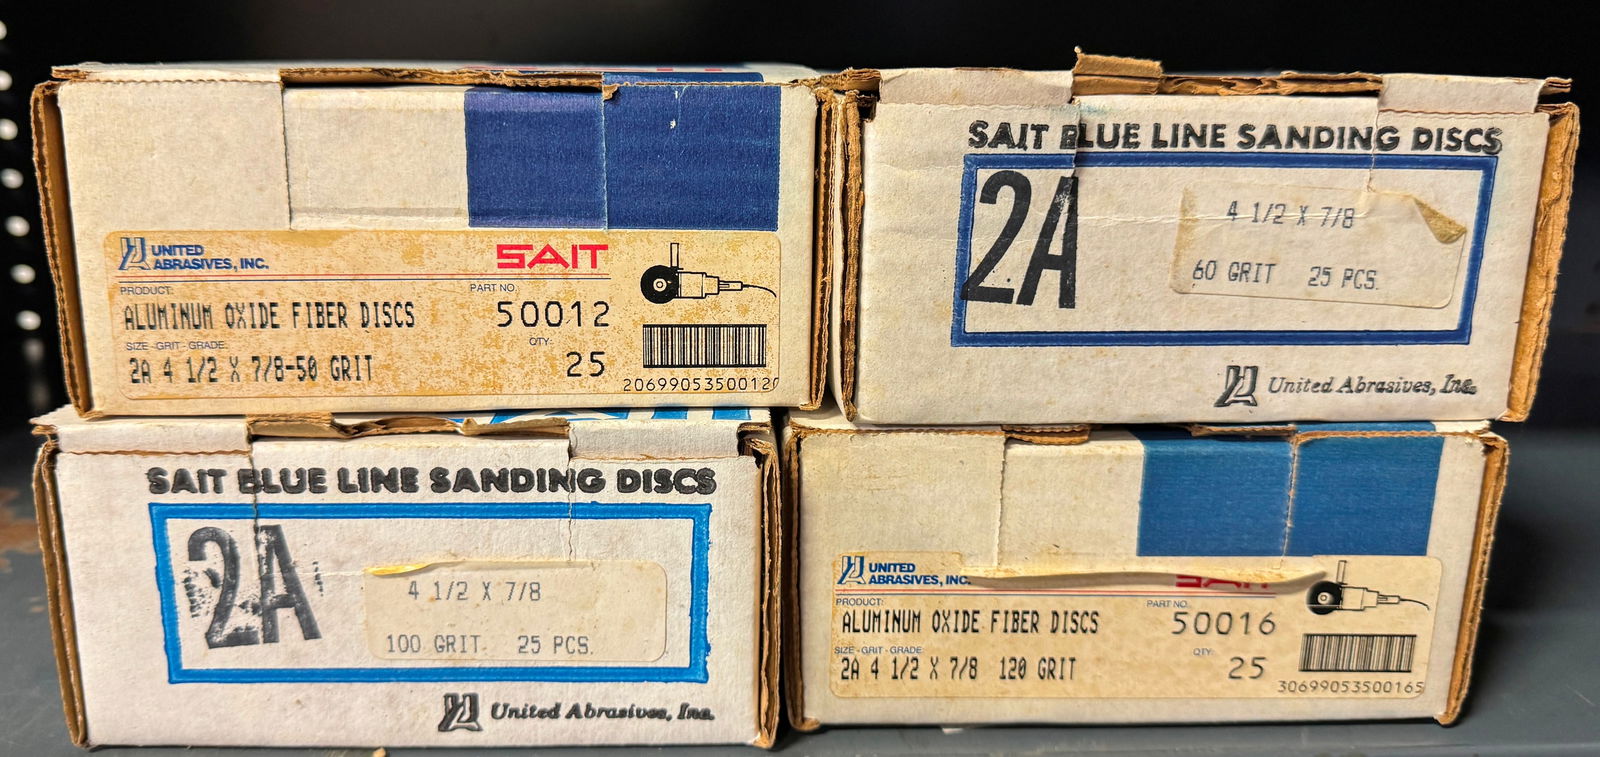 UNITED
ABRASIVES, INC.
SAIT
PRODUCT:
PART NO.
ALUMINUM OXIDE FIBER DISCS
50012
SIZE - GRIT - GRADE:
QTY:
2A 4 1/2 X 7/8-50 GRIT
25
20699053500120
SAIT BLUE LINE SANDING DISCS
2A
4 1/2 X 7/8
60 GRIT 25 PCS.
United Abrasives, Inc.
SAIT BLUE LINE SANDING DISCS
2A
4 1/2 X 7/8
100 GRIT 25 PCS.
United Abrasives, Inc.
UNITED
ABRASIVES, INC.
SAIT
PRODUCT:
PART NO.
ALUMINUM OXIDE FIBER DISCS
50016
SIZE - GRIT - GRADE:
QTY:
2A 4 1/2 X 7/8 120 GRIT
25
30699053500165